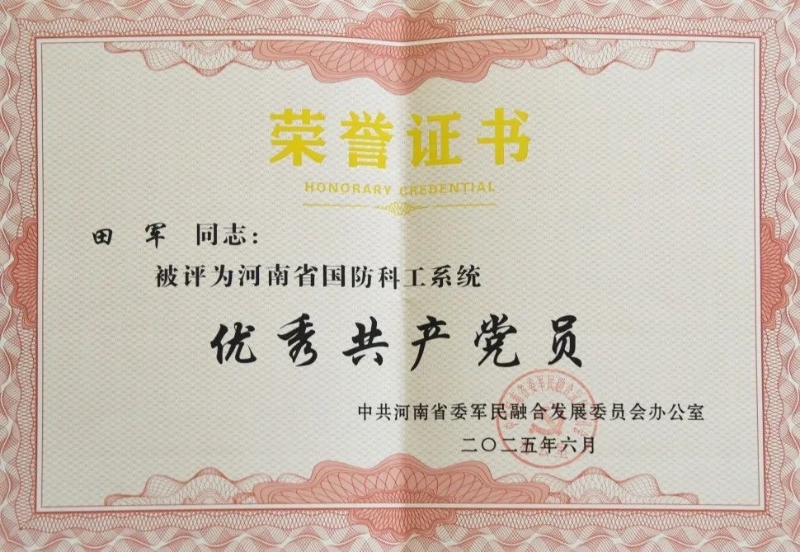 荣誉证书
HONORARY CREDENTIAL
田 军 同志：
被评为河南省国防科工系统
优秀共产党员
中共河南省委军民融合发展委员会办公室
二〇二五年六月